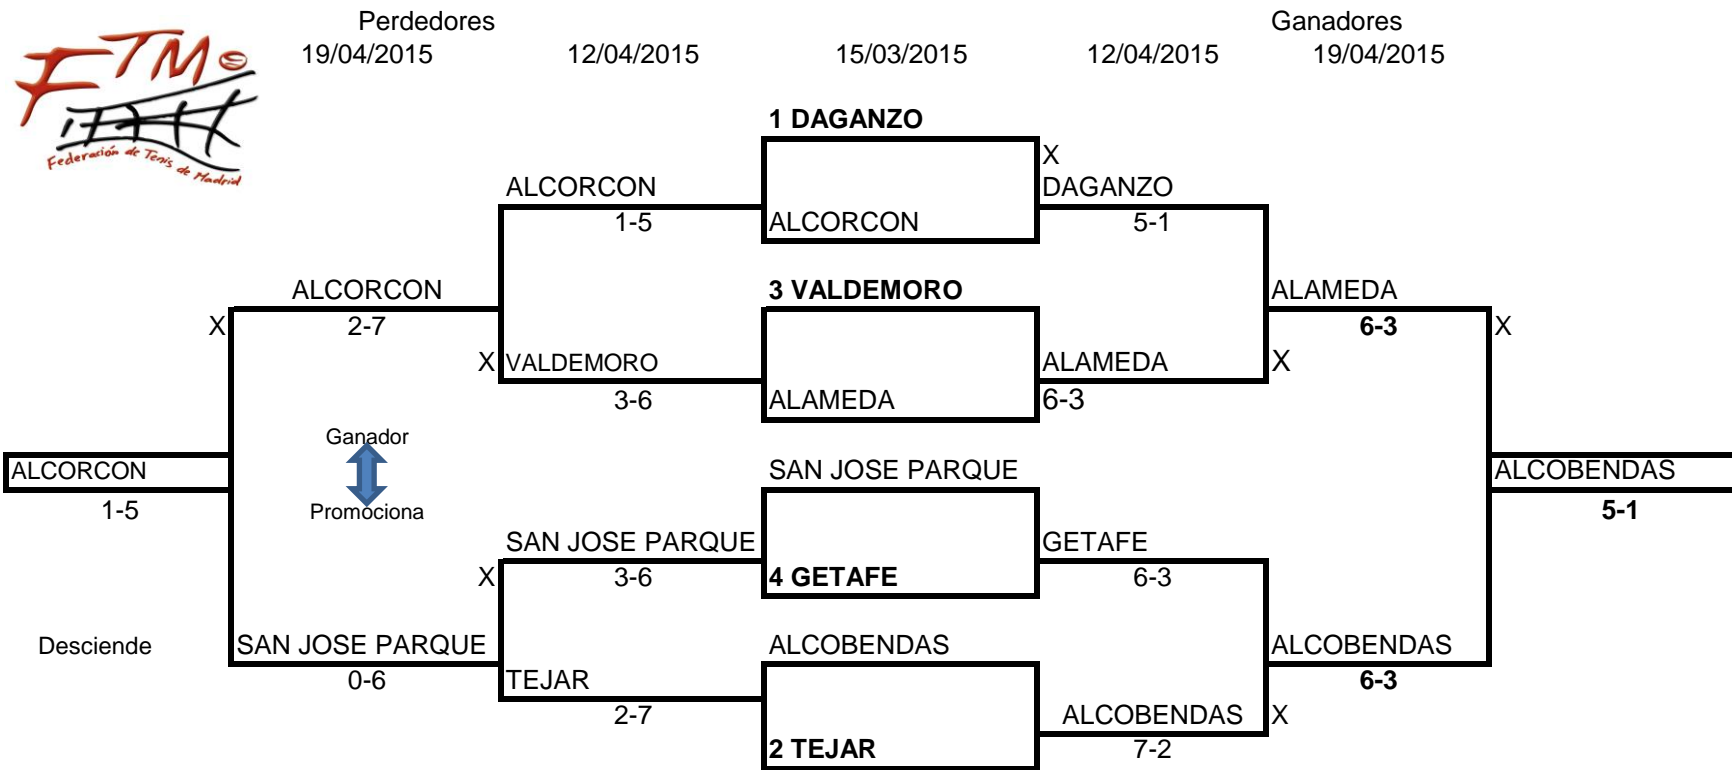 Perdedores Ganadores
19/04/2015 12/04/2015 15/03/2015 12/04/2015 19/04/2015
FTM
Federación de Tenis de Madrid
1 DAGANZO
X
ALCORCON DAGANZO
1-5 ALCORCON 5-1
ALCORCON 3 VALDEMORO ALAMEDA
X 2-7 6-3 X
X VALDEMORO ALAMEDA X
3-6 ALAMEDA 6-3
Ganador
ALCORCON SAN JOSE PARQUE ALCOBENDAS
1-5 Promociona 5-1
SAN JOSE PARQUE GETAFE
X 3-6 4 GETAFE 6-3
Desciende SAN JOSE PARQUE ALCOBENDAS ALCOBENDAS
0-6 TEJAR 6-3
2-7 ALCOBENDAS X
2 TEJAR 7-2